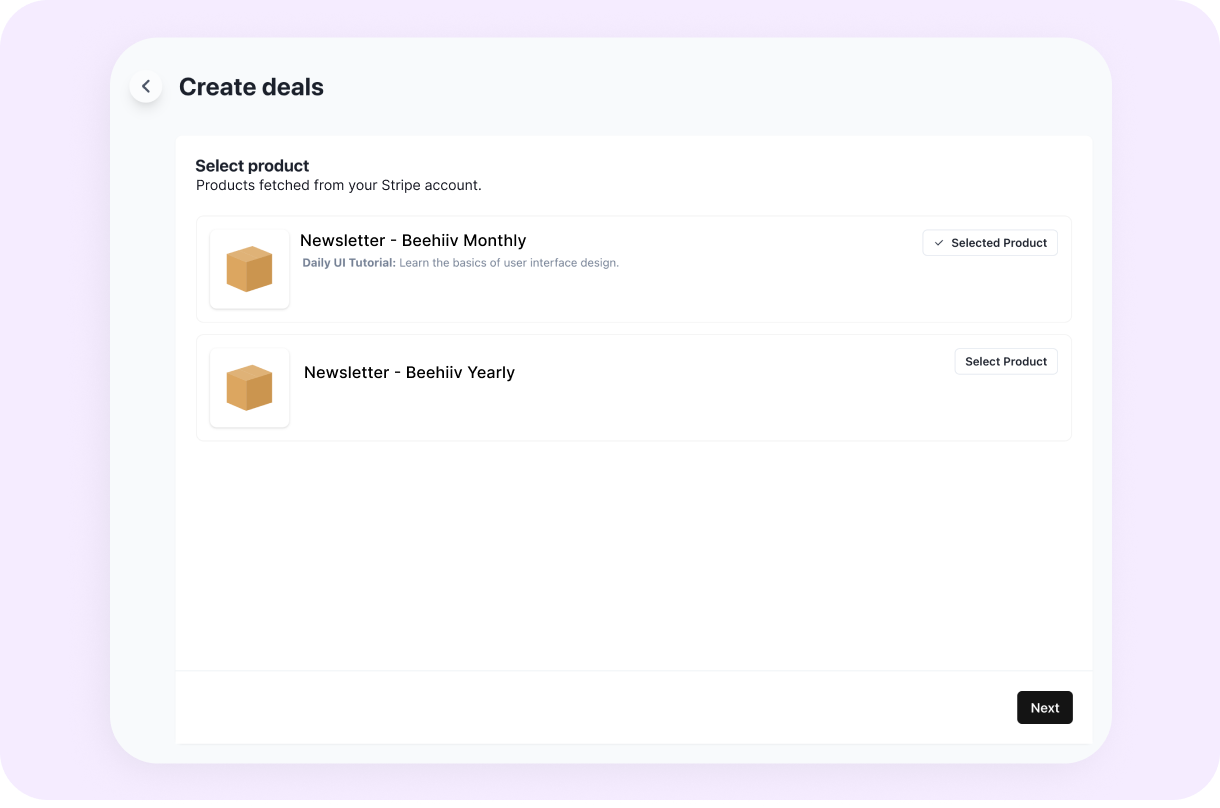 Create deals
Select product
Products fetched from your Stripe account.
Newsletter - Beehiiv Monthly
Selected Product
Daily UI Tutorial: Learn the basics of user interface design.
Newsletter - Beehiiv Yearly
Select Product
Next